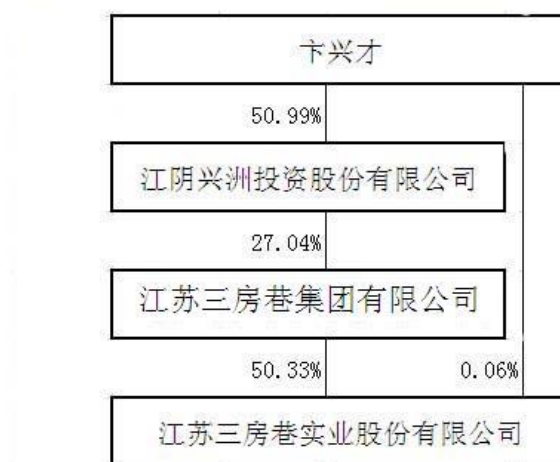 卞兴才
50.99%
江阴兴洲投资股份有限公司
27.04%
江苏三房巷集团有限公司
50.33% 0.06%
江苏三房巷实业股份有限公司